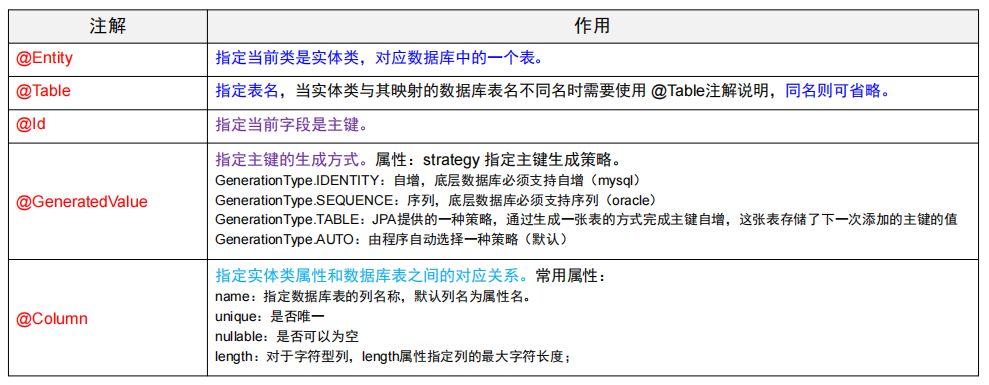 注解 作用
@Entity 指定当前类是实体类，对应数据库中的一个表。
@Table 指定表名，当实体类与其映射的数据库表名不同名时需要使用 @Table注解说明，同名则可省略。
@Id 指定当前字段是主键。
@GeneratedValue
指定主键的生成方式。属性：strategy 指定主键生成策略。
GenerationType.IDENTITY：自增，底层数据库必须支持自增（mysql）
GenerationType.SEQUENCE：序列，底层数据库必须支持序列（oracle）
GenerationType.TABLE：JPA提供的一种策略，通过生成一张表的方式完成主键自增，这张表存储了下一次添加的主键的值
GenerationType.AUTO：由程序自动选择一种策略（默认）
@Column
指定实体类属性和数据库表之间的对应关系。常用属性：
name：指定数据库表的列名称，默认列名为属性名。
unique：是否唯一
nullable：是否可以为空
length：对于字符型列，length属性指定列的最大字符长度；